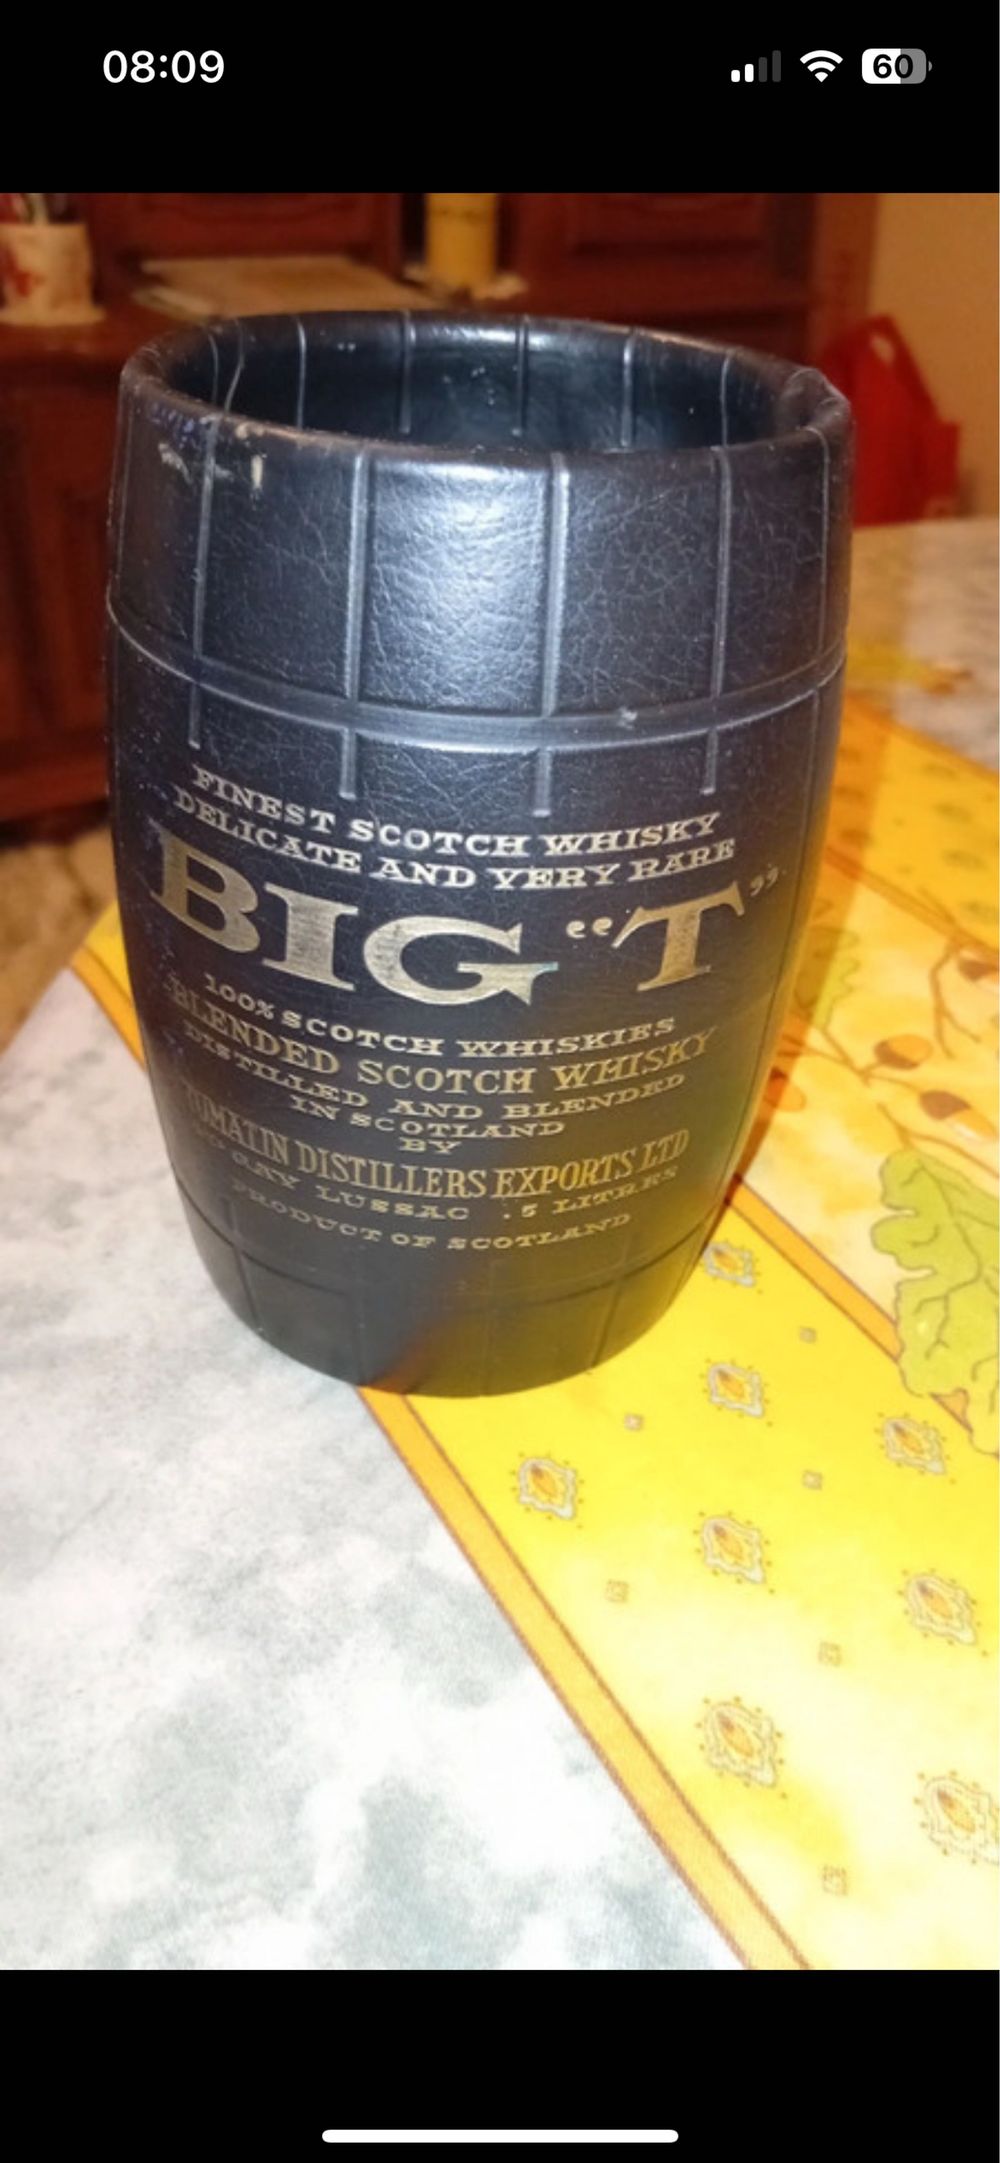 08:09
60
FINEST SCOTCH WHISKY
DELICATE AND VERY RARE
BIG "T"
100% SCOTCH WHISKIES
BLENDED SCOTCH WHISKY
DISTILLED AND BLENDED
IN SCOTLAND
BY
TOMATIN DISTILLERS EXPORTS LTD
GAY LUSSAC .5 LITRES
PRODUCT OF SCOTLAND